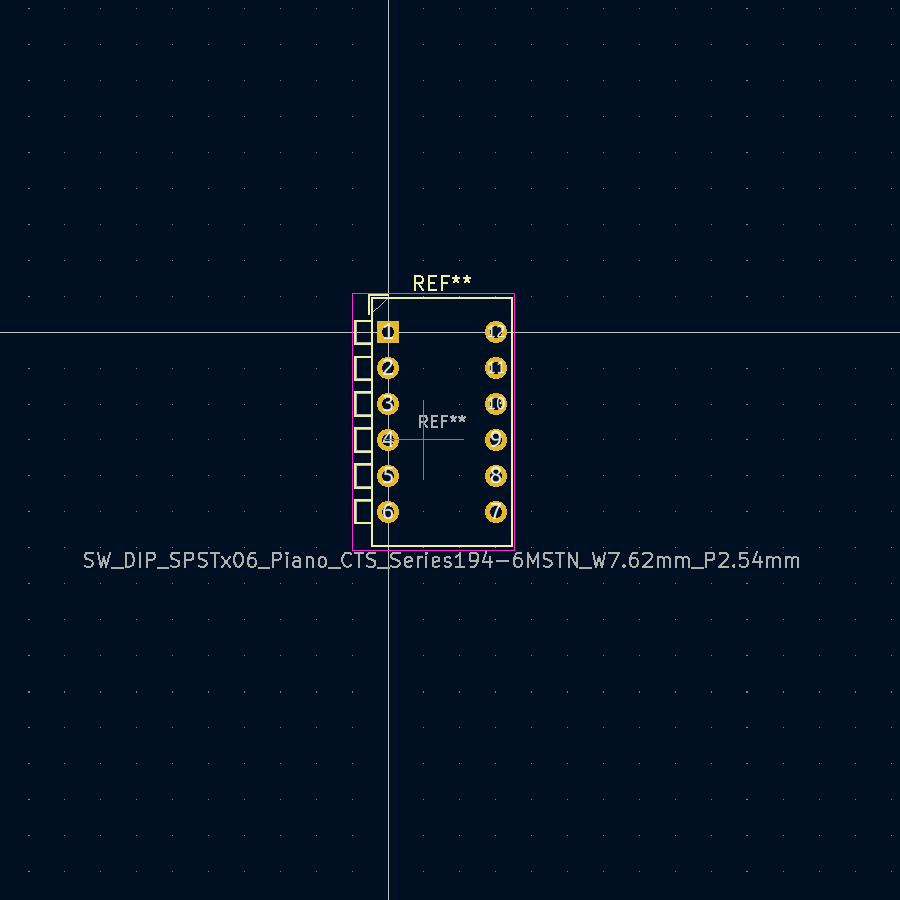 REF**
1 12
2 11
3 10
REF**
4 9
5 8
6 7
SW_DIP_SPSTx06_Piano_CTS_Series194-6MSTN_W7.62mm_P2.54mm